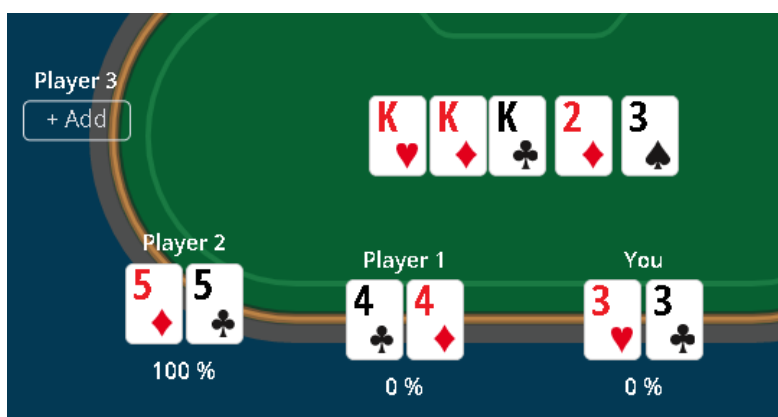 Player 3
+ Add
K K K 2 3
Player 2
5 5
100 %
Player 1
4 4
0 %
You
3 3
0 %